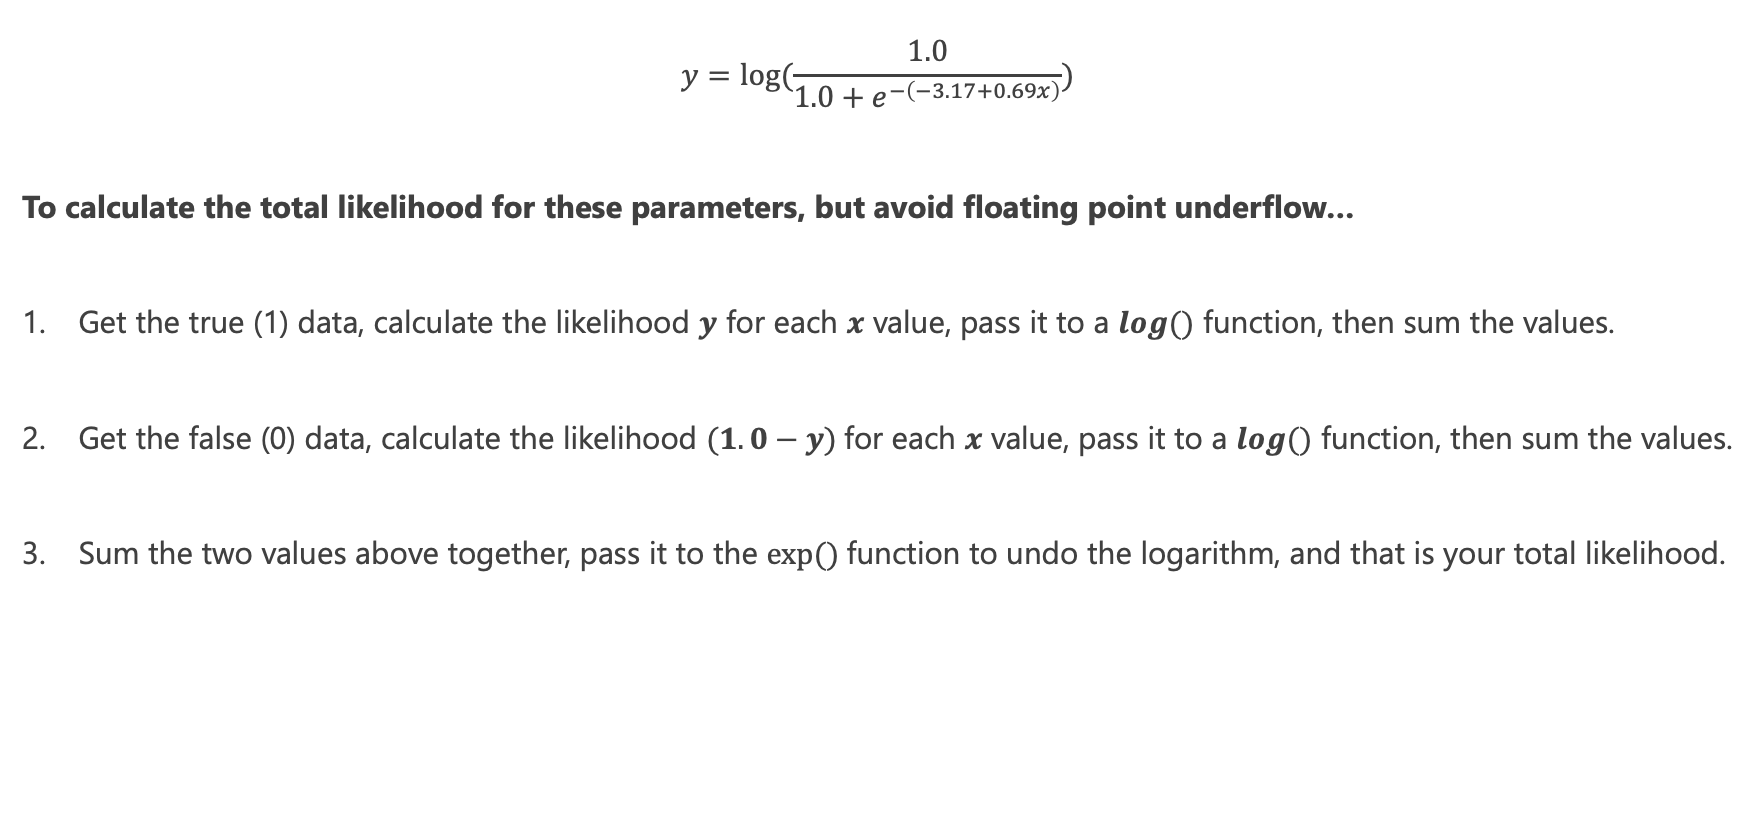 y = log(1.0 / (1.0 + e^−(−3.17+0.69x)))
To calculate the total likelihood for these parameters, but avoid floating point underflow...
1. Get the true (1) data, calculate the likelihood y for each x value, pass it to a log() function, then sum the values.
2. Get the false (0) data, calculate the likelihood (1.0 − y) for each x value, pass it to a log() function, then sum the values.
3. Sum the two values above together, pass it to the exp() function to undo the logarithm, and that is your total likelihood.